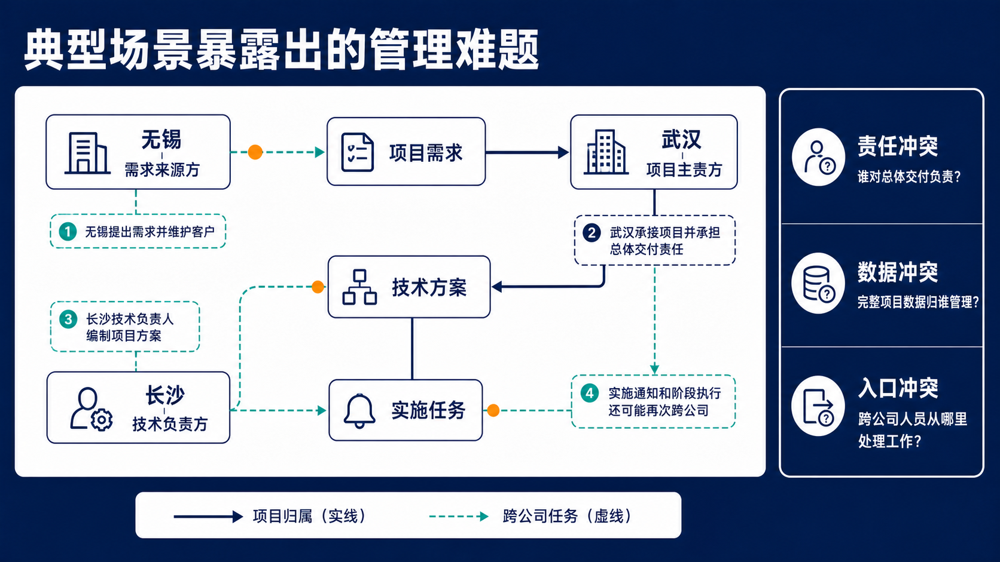 典型场景暴露出的管理难题
无锡
需求来源方
项目需求
武汉
项目主责方
1
无锡提出需求并维护客户
2
武汉承接项目并承担
总体交付责任
技术方案
3
长沙技术负责人
编制项目方案
长沙
技术负责方
实施任务
4
实施通知和阶段执行
还可能再次跨公司
责任冲突
谁对总体交付负责？
数据冲突
完整项目数据归谁管理？
入口冲突
跨公司人员从哪里
处理工作？
项目归属（实线）
跨公司任务（虚线）